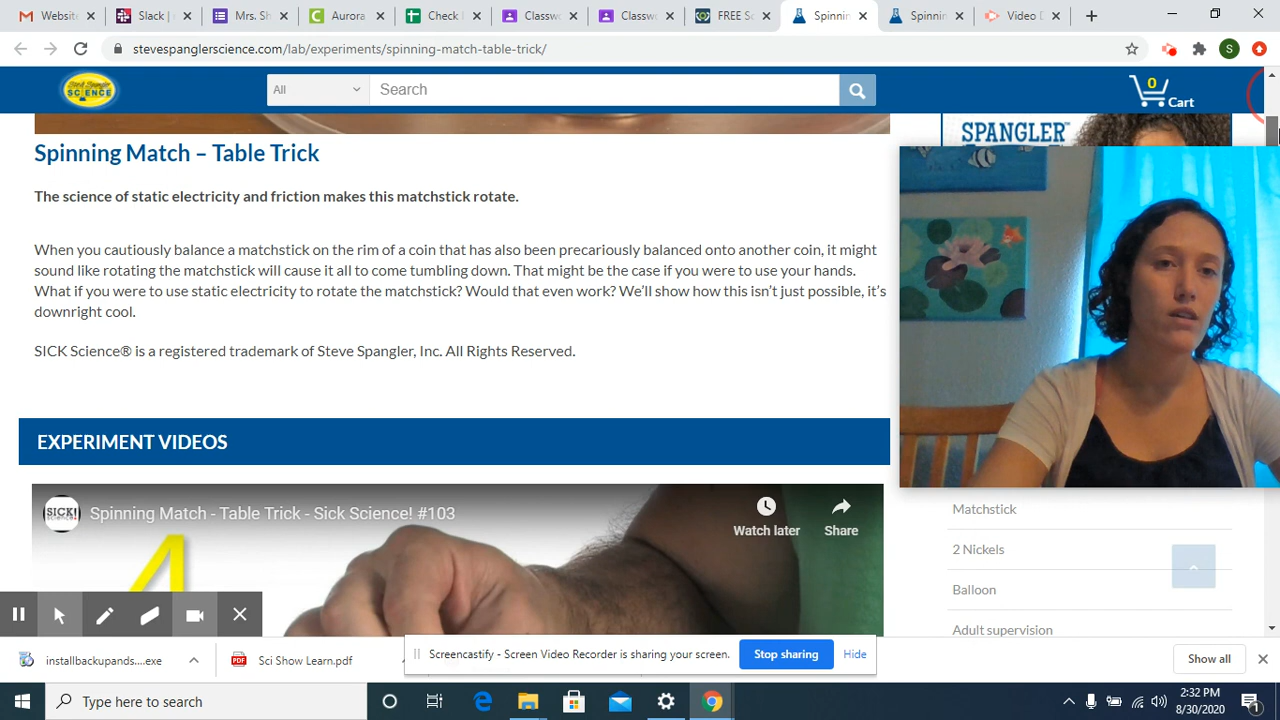 Website
Slack |
Mrs. Sh
Aurora
Check
Classw
Classw
FREE Sc
Spinnin
Spinnin
Video D
stevespanglerscience.com/lab/experiments/spinning-match-table-trick/
S
Steve Spangler
SCIENCE
All
Search
0
Cart
SPANGLER™
Spinning Match – Table Trick
The science of static electricity and friction makes this matchstick rotate.
When you cautiously balance a matchstick on the rim of a coin that has also been precariously balanced onto another coin, it might
sound like rotating the matchstick will cause it all to come tumbling down. That might be the case if you were to use your hands.
What if you were to use static electricity to rotate the matchstick? Would that even work? We’ll show how this isn’t just possible, it’s
downright cool.
SICK Science® is a registered trademark of Steve Spangler, Inc. All Rights Reserved.
EXPERIMENT VIDEOS
SICK!
SCIENCE
Spinning Match - Table Trick - Sick Science! #103
Watch later
Share
4
Matchstick
2 Nickels
Balloon
Adult supervision
installbackupands....exe
PDF
Sci Show Learn.pdf
Screencastify - Screen Video Recorder is sharing your screen.
Stop sharing
Hide
Show all
Type here to search
2:32 PM
8/30/2020
1